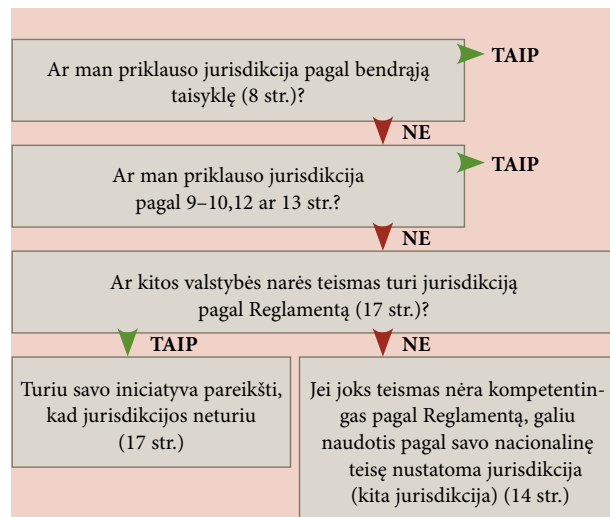 Ar man priklauso jurisdikcija pagal bendrąją
taisyklę (8 str.)?
TAIP
NE
Ar man priklauso jurisdikcija
pagal 9–10,12 ar 13 str.?
TAIP
NE
Ar kitos valstybės narės teismas turi jurisdikciją
pagal Reglamentą (17 str.)?
TAIP
NE
Turiu savo iniciatyva pareikšti,
kad jurisdikcijos neturiu
(17 str.)
Jei joks teismas nėra kompetentin-
gas pagal Reglamentą, galiu
naudotis pagal savo nacionalinę
teisę nustatoma jurisdikcija
(kita jurisdikcija) (14 str.)